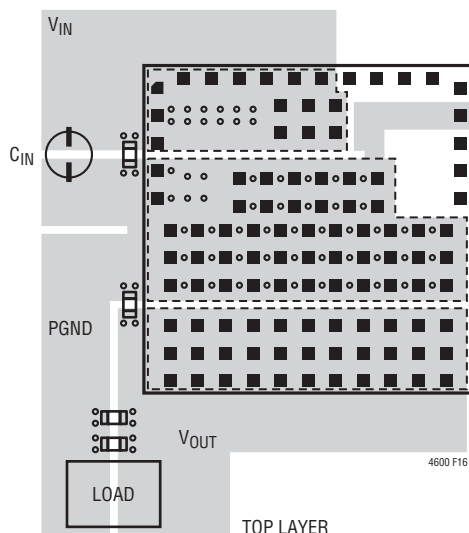 VIN
CIN
PGND
VOUT
4600 F16
LOAD
TOP LAYER